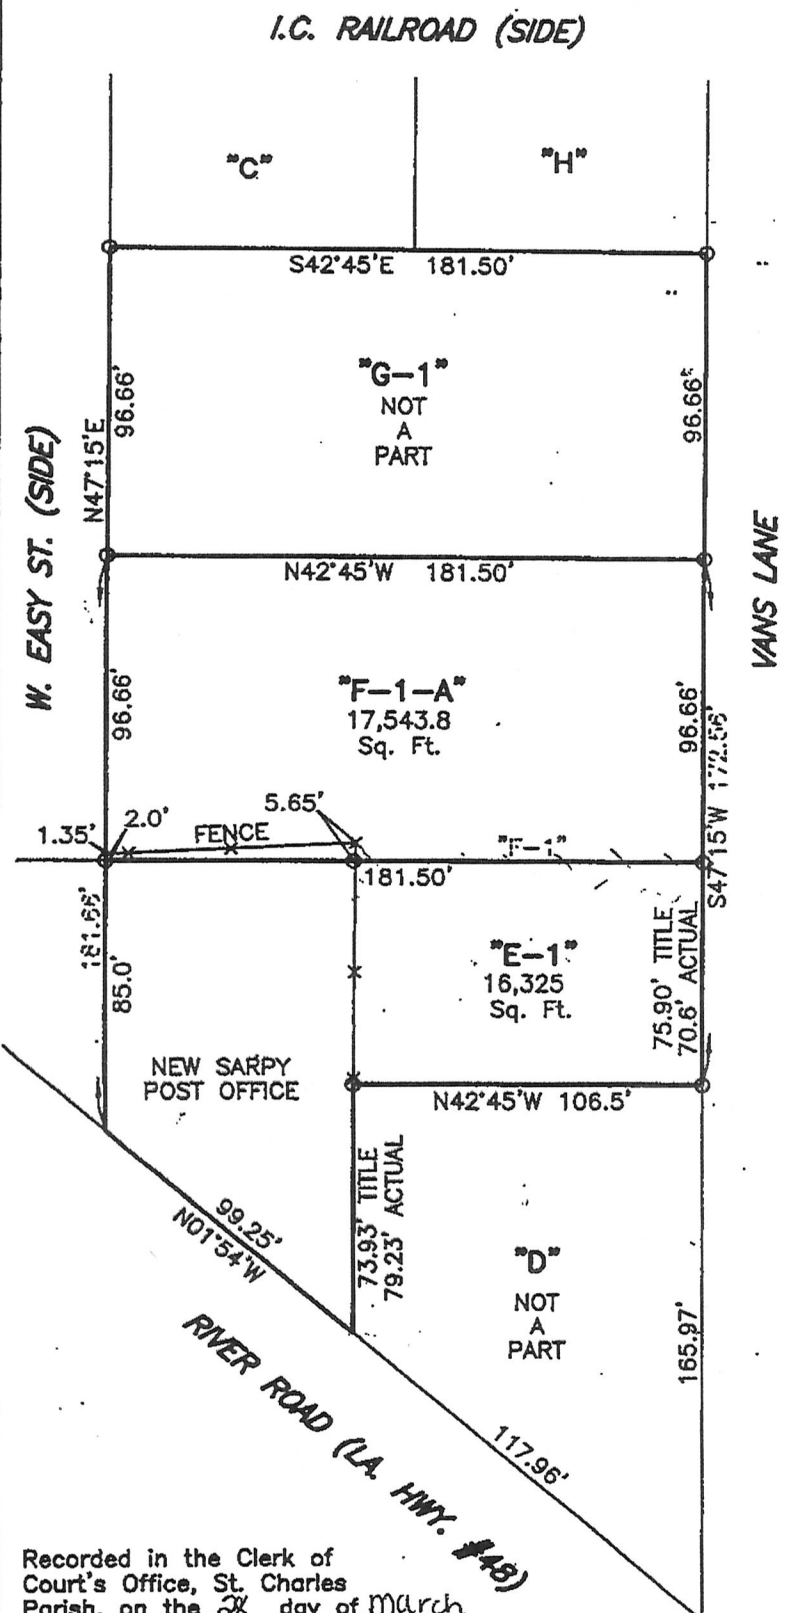 I.C. RAILROAD (SIDE)
"C"
"H"
S42°45'E 181.50'
"G-1"
NOT
A
PART
96.66'
96.66'
N47°15'E
W. EASY ST. (SIDE)
VANS LANE
N42°45'W 181.50'
"F-1-A"
17,543.8
Sq. Ft.
96.66'
96.66'
S47°15'W 172.56'
5.65'
2.0'
1.35'
FENCE
"F-1"
181.50'
181.66'
85.0'
"E-1"
16,325
Sq. Ft.
75.90' TITLE
70.6' ACTUAL
NEW SARPY
POST OFFICE
N42°45'W 106.5'
73.93' TITLE
79.23' ACTUAL
99.25'
N01°54'W
"D"
NOT
A
PART
165.97'
117.96'
RIVER ROAD (LA. HWY. #48)
Recorded in the Clerk of
Court's Office, St. Charles
Parish, on the day of March